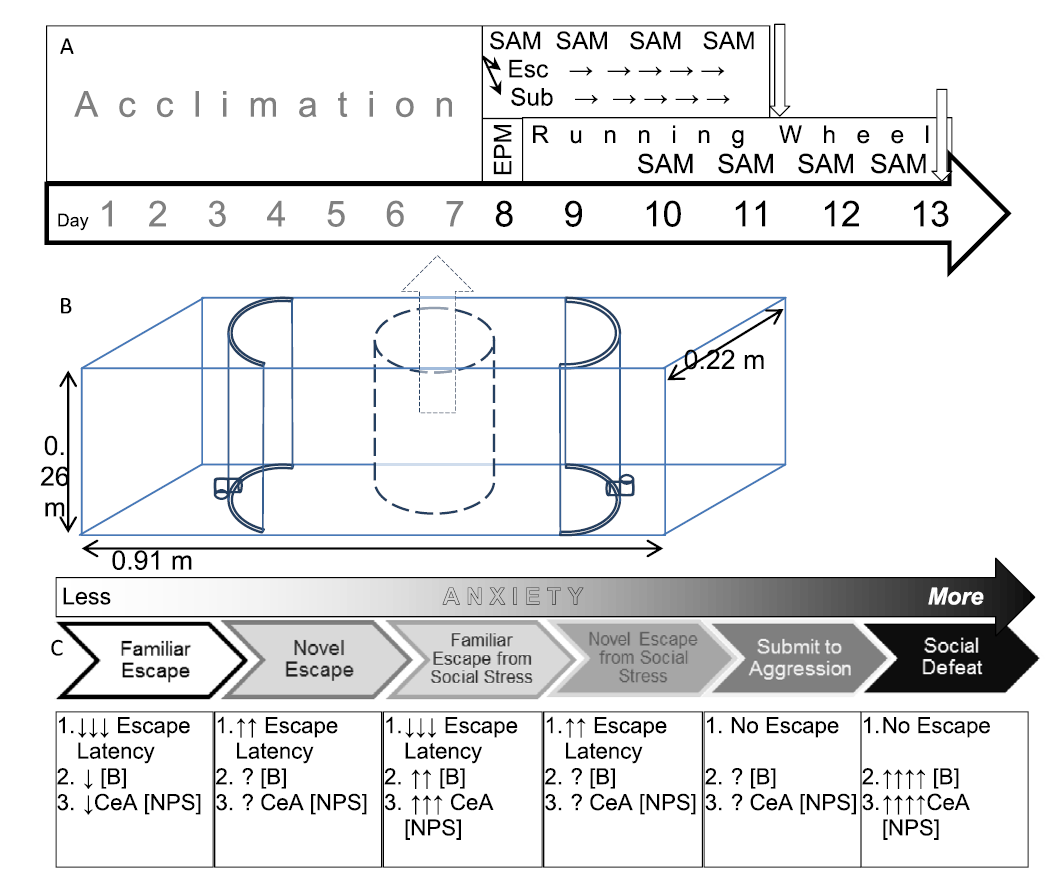 A
Acclimation
SAM SAM SAM SAM
Esc → → → → →
Sub → → → → →
EPM
Running Wheel
SAM SAM SAM SAM
Day 1 2 3 4 5 6 7 8 9 10 11 12 13
B
0.22 m
0.
26
m
0.91 m
Less ANXIETY More
C
Familiar
Escape
Novel
Escape
Familiar
Escape from
Social Stress
Novel Escape
from Social
Stress
Submit to
Aggression
Social
Defeat
1.↓↓↓ Escape
Latency
2. ↓ [B]
3. ↓CeA [NPS]
1.↑↑ Escape
Latency
2. ? [B]
3. ? CeA [NPS]
1.↓↓↓ Escape
Latency
2. ↑↑ [B]
3. ↑↑↑ CeA
[NPS]
1.↑↑ Escape
Latency
2. ? [B]
3. ? CeA [NPS]
1. No Escape
2. ? [B]
3. ? CeA [NPS]
1.No Escape
2.↑↑↑↑ [B]
3.↑↑↑↑CeA
[NPS]